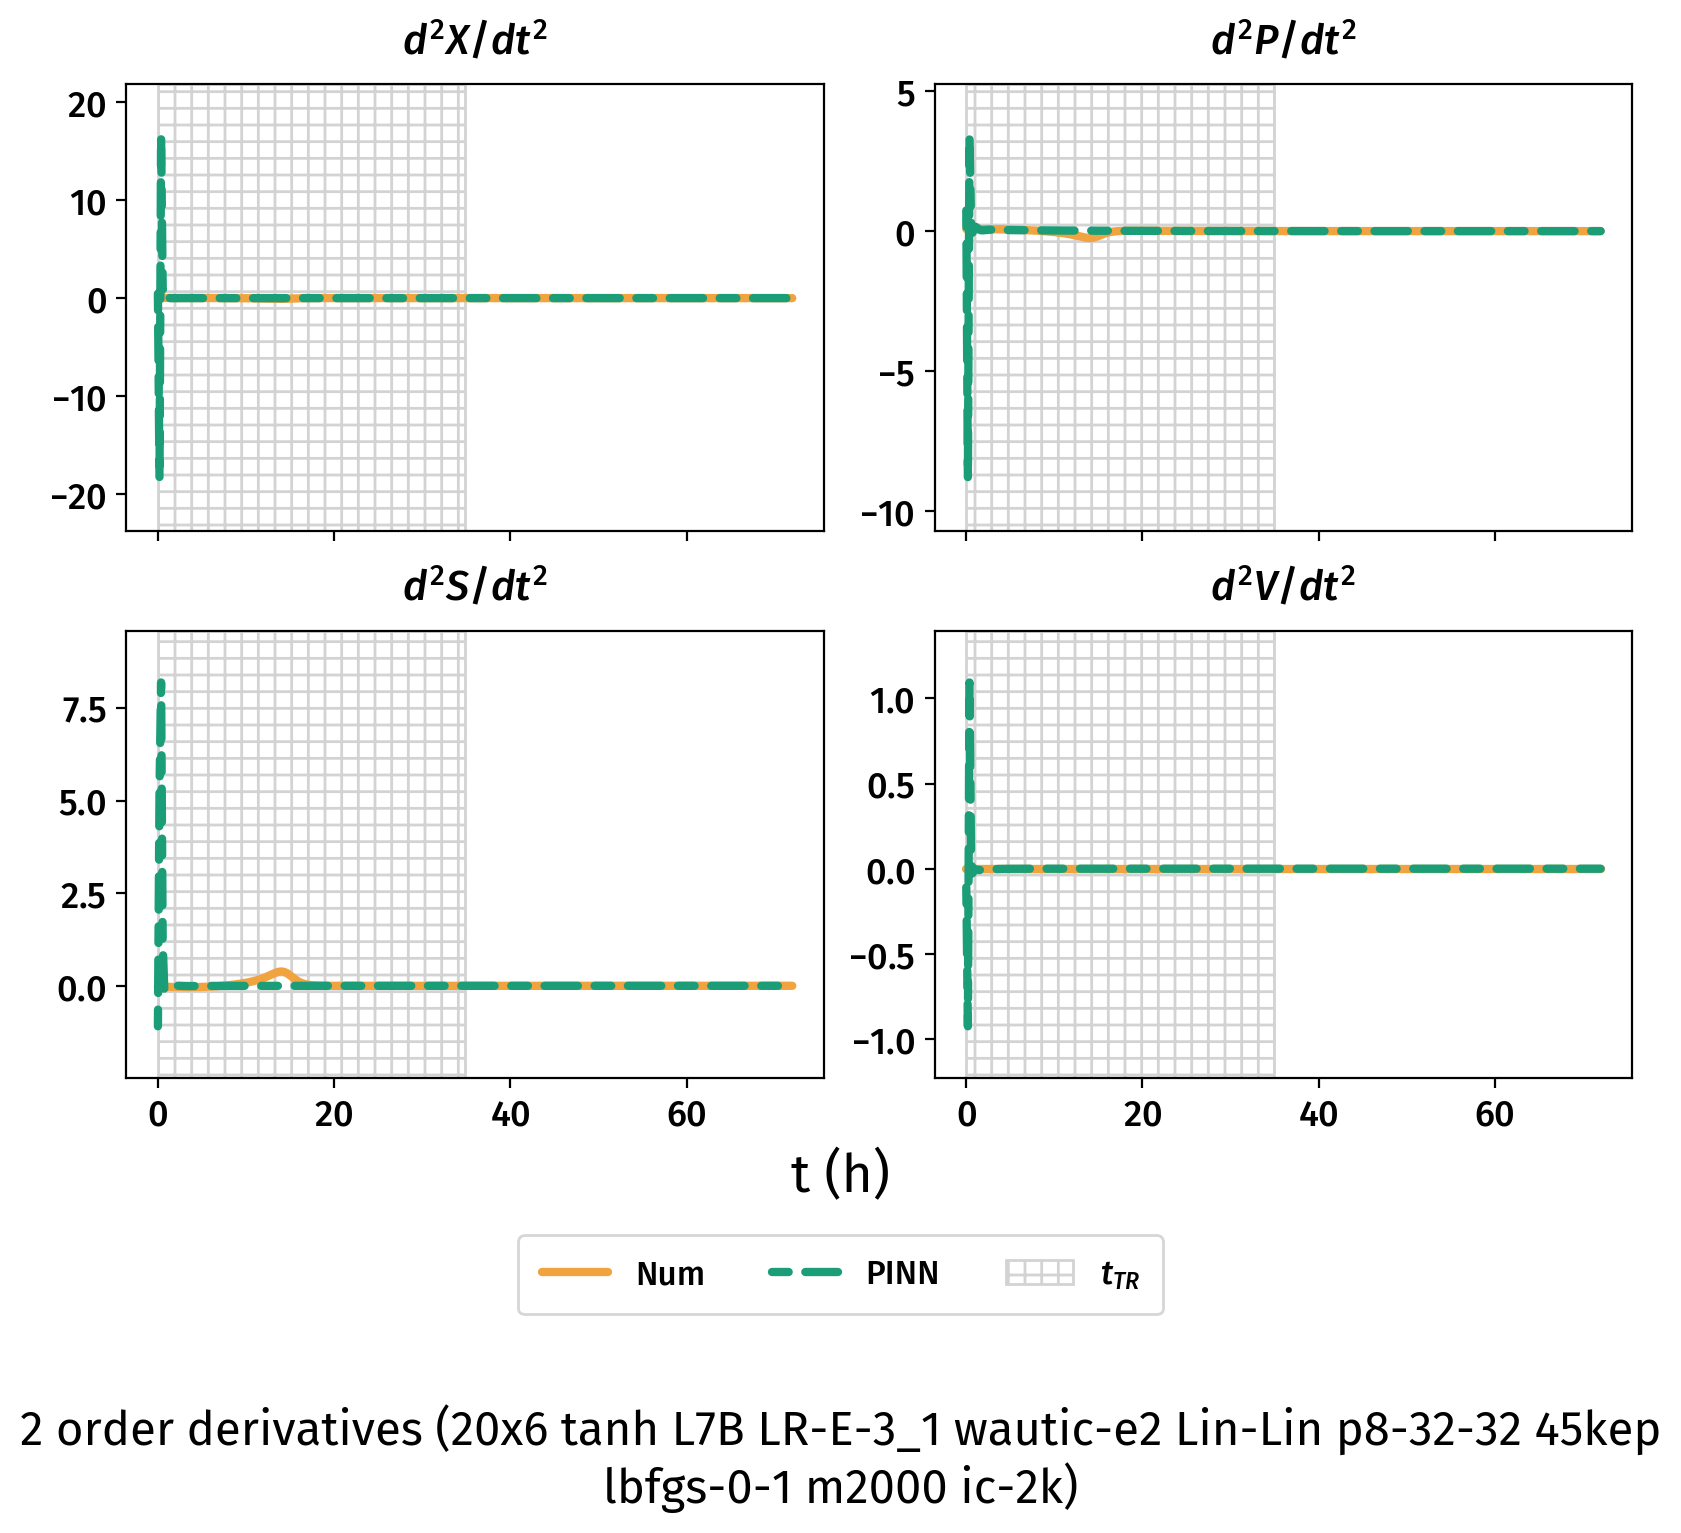 d²X/dt²
d²P/dt²
20
10
0
−10
−20
5
0
−5
−10
d²S/dt²
d²V/dt²
7.5
5.0
2.5
0.0
1.0
0.5
0.0
−0.5
−1.0
0 20 40 60
0 20 40 60
t (h)
Num PINN t_TR
2 order derivatives (20x6 tanh L7B LR-E-3_1 wautic-e2 Lin-Lin p8-32-32 45kep
lbfgs-0-1 m2000 ic-2k)